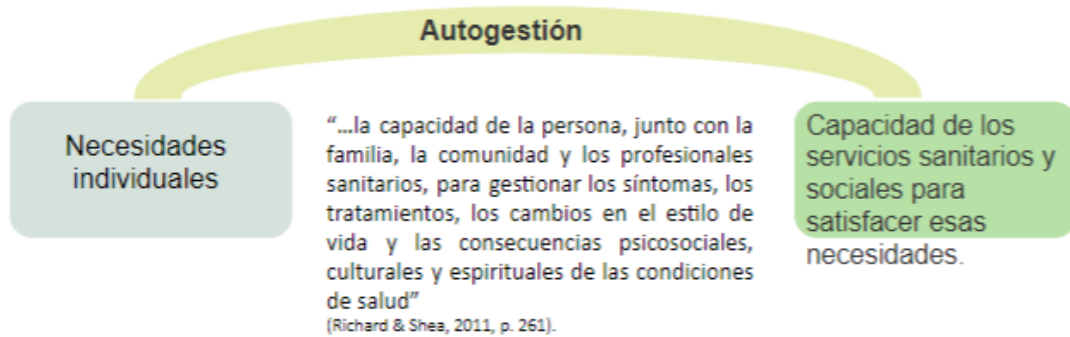 Autogestión
Necesidades
individuales
“...la capacidad de la persona, junto con la
familia, la comunidad y los profesionales
sanitarios, para gestionar los síntomas, los
tratamientos, los cambios en el estilo de
vida y las consecuencias psicosociales,
culturales y espirituales de las condiciones
de salud”
(Richard & Shea, 2011, p. 261).
Capacidad de los
servicios sanitarios y
sociales para
satisfacer esas
necesidades.